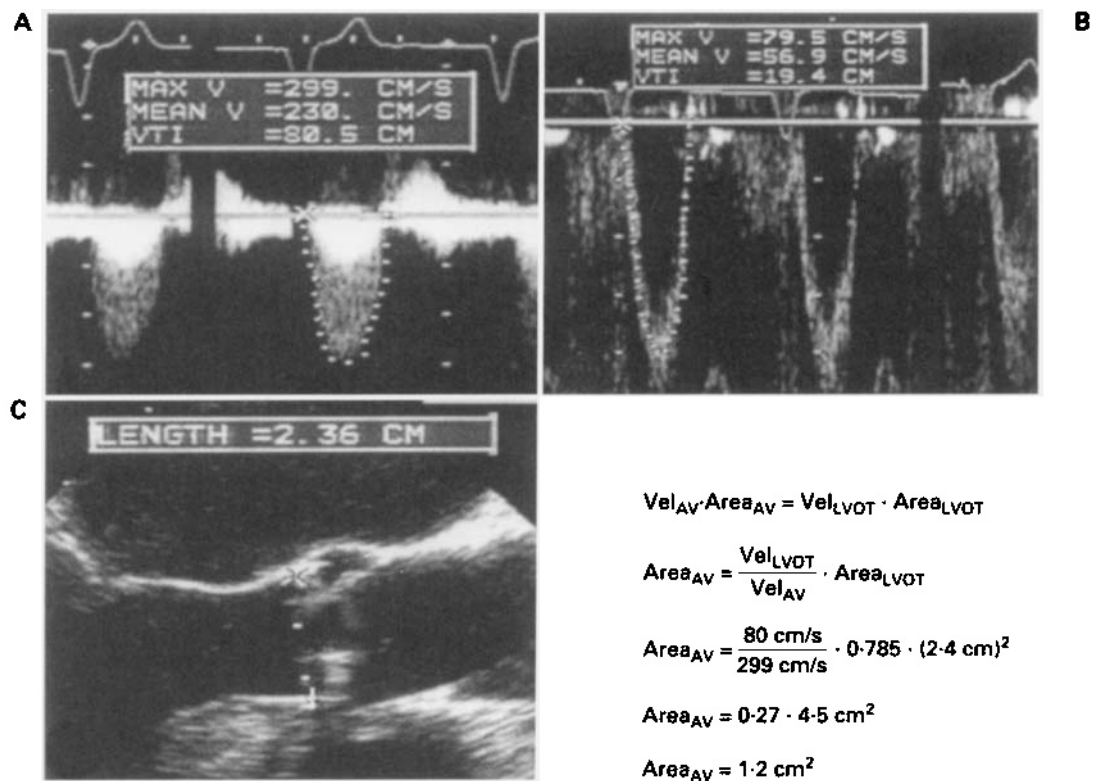 A
MAX V =299. CM/S
MEAN V =230. CM/S
VTI =80.5 CM
B
MAX V =79.5 CM/S
MEAN V =56.9 CM/S
VTI =19.4 CM
C
LENGTH =2.36 CM
Vel_AV·Area_AV = Vel_LVOT · Area_LVOT
Area_AV = Vel_LVOT / Vel_AV · Area_LVOT
Area_AV = 80 cm/s / 299 cm/s · 0·785 · (2·4 cm)²
Area_AV = 0·27 · 4·5 cm²
Area_AV = 1·2 cm²